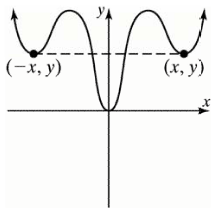 y
(−x, y) (x, y)
x